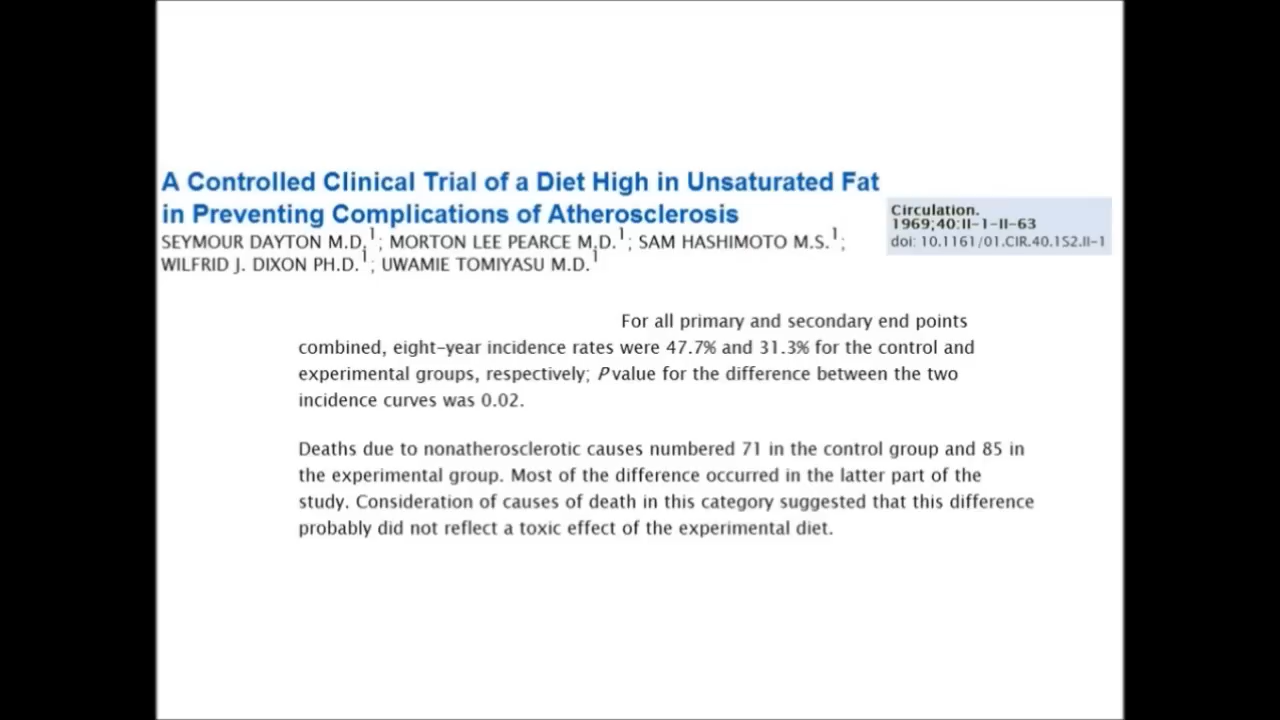 A Controlled Clinical Trial of a Diet High in Unsaturated Fat
in Preventing Complications of Atherosclerosis
SEYMOUR DAYTON M.D.1; MORTON LEE PEARCE M.D.1; SAM HASHIMOTO M.S.1;
WILFRID J. DIXON PH.D.1; UWAMIE TOMIYASU M.D.1
Circulation.
1969;40:II-1-II-63
doi: 10.1161/01.CIR.40.1S2.II-1
For all primary and secondary end points
combined, eight-year incidence rates were 47.7% and 31.3% for the control and
experimental groups, respectively; P value for the difference between the two
incidence curves was 0.02.
Deaths due to nonatherosclerotic causes numbered 71 in the control group and 85 in
the experimental group. Most of the difference occurred in the latter part of the
study. Consideration of causes of death in this category suggested that this difference
probably did not reflect a toxic effect of the experimental diet.